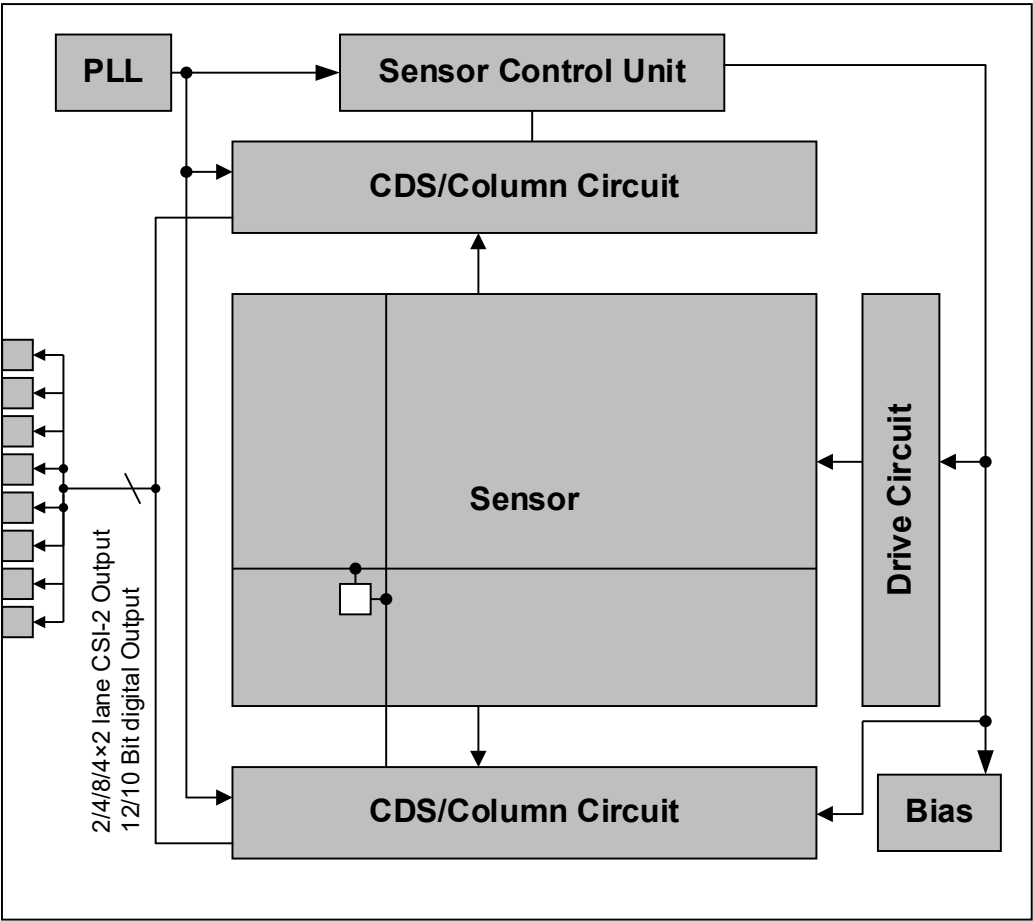 PLL
Sensor Control Unit
CDS/Column Circuit
Sensor
Drive Circuit
2/4/8/4×2 lane CSI-2 Output
12/10 Bit digital Output
CDS/Column Circuit
Bias